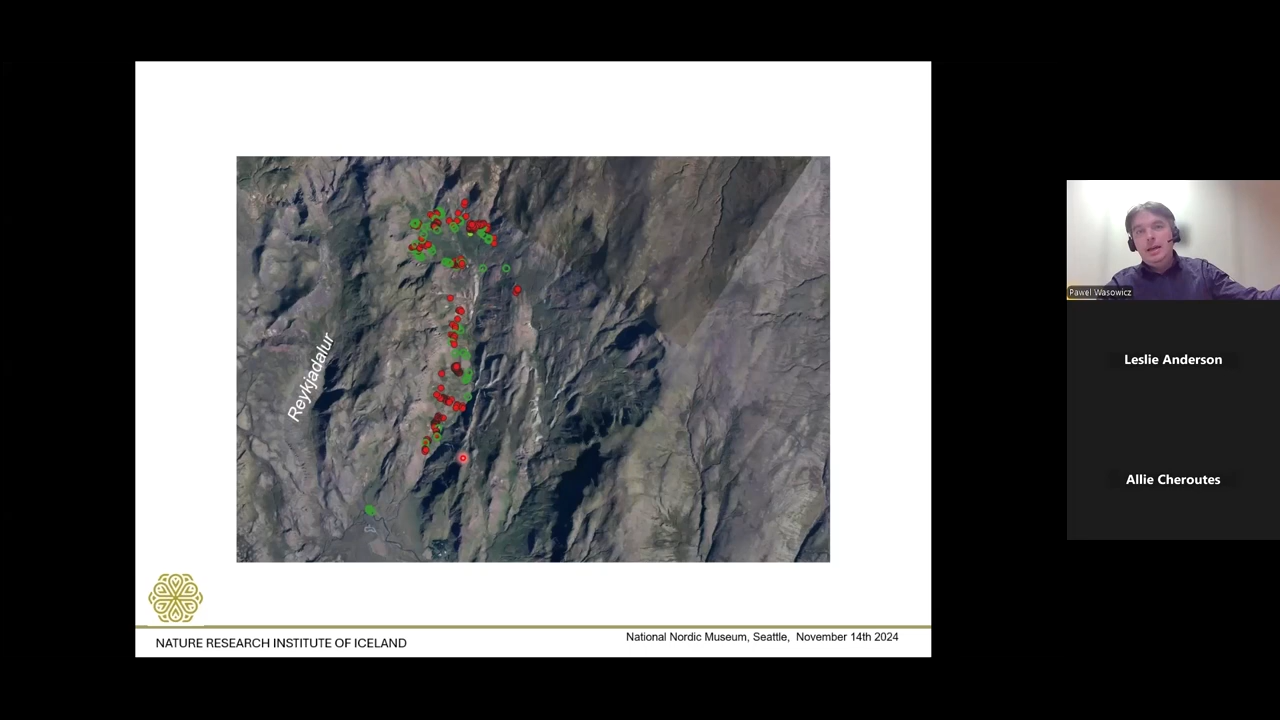 Reykjadalur
NATURE RESEARCH INSTITUTE OF ICELAND
National Nordic Museum, Seattle, November 14th 2024
Pawel Wasowicz
Leslie Anderson
Allie Cheroutes